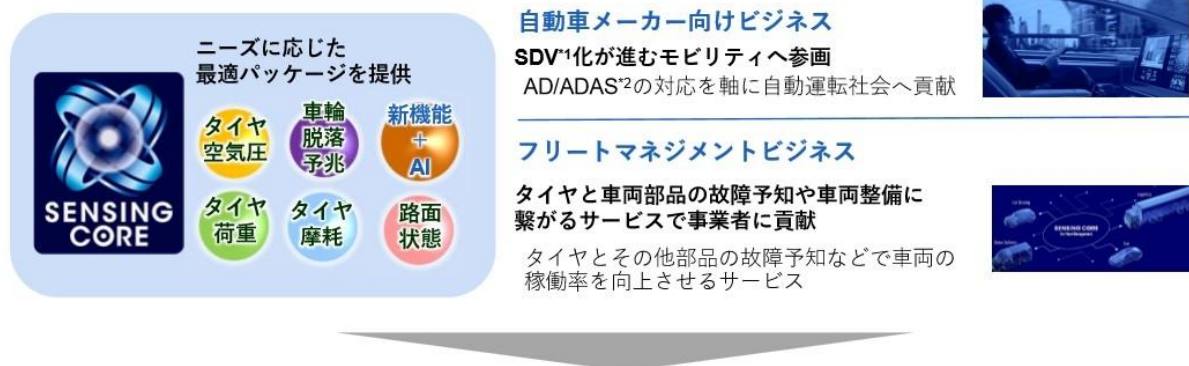 ニーズに応じた
最適パッケージを提供
SENSING
CORE
タイヤ
空気圧
車輪
脱落
予兆
新機能
+
AI
タイヤ
荷重
タイヤ
摩耗
路面
状態
自動車メーカー向けビジネス
SDV*1化が進むモビリティへ参画
AD/ADAS*2の対応を軸に自動運転社会へ貢献
フリートマネジメントビジネス
タイヤと車両部品の故障予知や車両整備に
繋がるサービスで事業者に貢献
タイヤとその他部品の故障予知などで車両の
稼働率を向上させるサービス
SENSING CORE